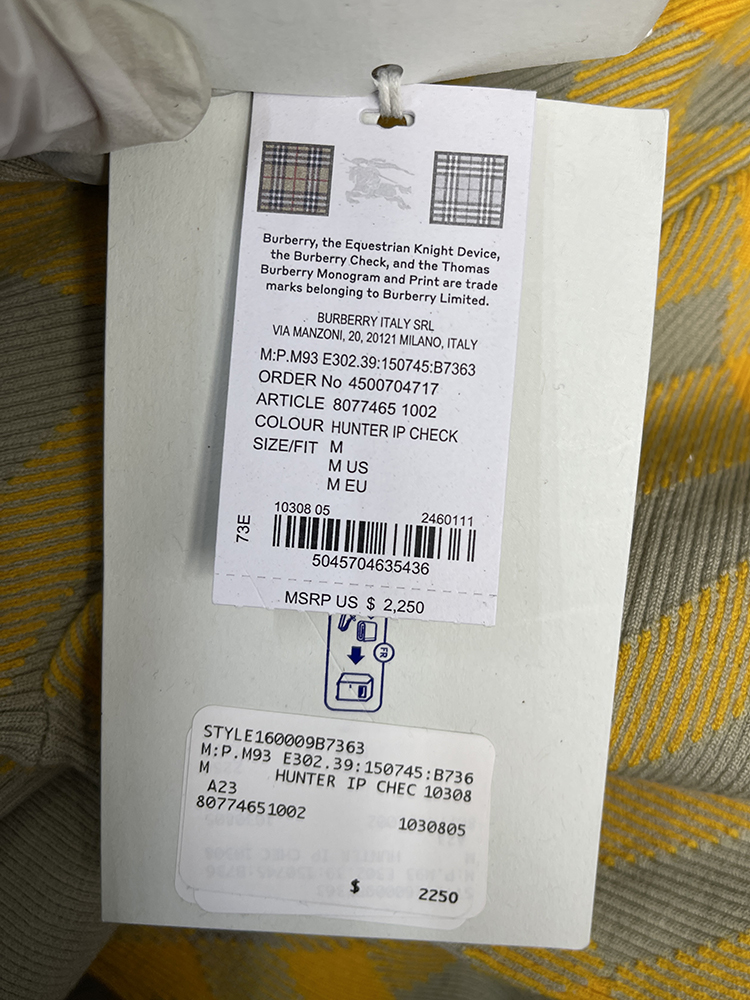 Burberry, the Equestrian Knight Device,
the Burberry Check, and the Thomas
Burberry Monogram and Print are trade
marks belonging to Burberry Limited.
BURBERRY ITALY SRL
VIA MANZONI, 20, 20121 MILANO, ITALY
M:P.M93 E302.39:150745:B7363
ORDER No 4500704717
ARTICLE 8077465 1002
COLOUR HUNTER IP CHECK
SIZE/FIT M
M US
M EU
10308 05 2460111
73E
5045704635436
MSRP US $ 2,250
FR
STYLE160009B7363
M:P.M93 E302.39:150745:B736
M HUNTER IP CHEC 10308
A23
80774651002
1030805
$ 2250